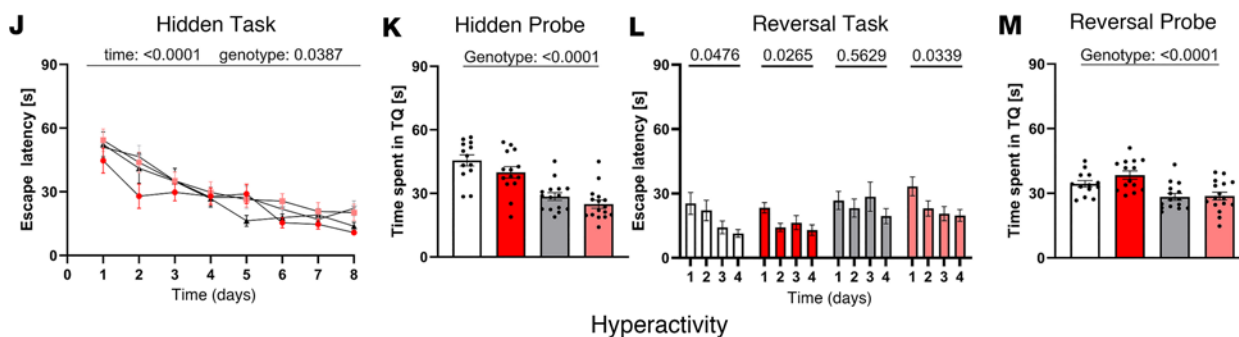 J Hidden Task
time: <0.0001 genotype: 0.0387
Escape latency [s]
90
60
30
0
0 1 2 3 4 5 6 7 8
Time (days)
K Hidden Probe
Genotype: <0.0001
Time spent in TQ [s]
90
60
30
0
L Reversal Task
0.0476 0.0265 0.5629 0.0339
Escape latency [s]
90
60
30
0
1 2 3 4 1 2 3 4 1 2 3 4 1 2 3 4
Time (days)
M Reversal Probe
Genotype: <0.0001
Time spent in TQ [s]
90
60
30
0
Hyperactivity